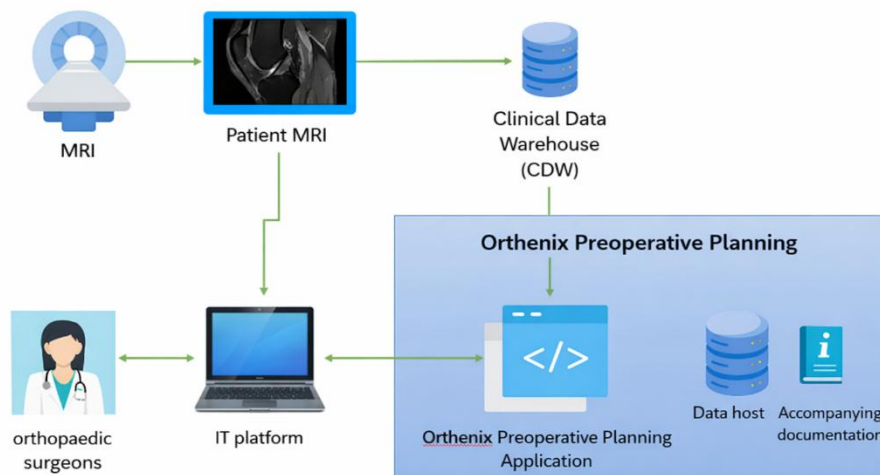 MRI
Patient MRI
Clinical Data
Warehouse
(CDW)
Orthenix Preoperative Planning
</>
orthopaedic
surgeons
IT platform
Orthenix Preoperative Planning
Application
Data host
i
Accompanying
documentation